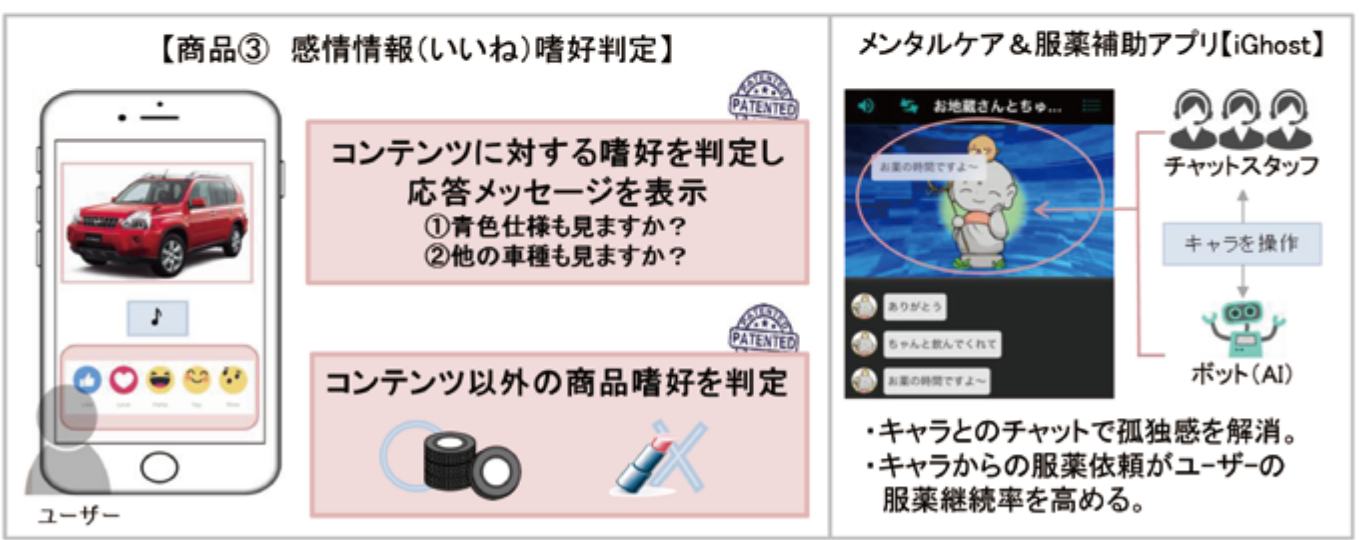 【商品③ 感情情報(いいね)嗜好判定】
PATENTED
コンテンツに対する嗜好を判定し
応答メッセージを表示
①青色仕様も見ますか?
②他の車種も見ますか?
♪
PATENTED
コンテンツ以外の商品嗜好を判定
ユーザー
メンタルケア&服薬補助アプリ【iGhost】
お地蔵さんとちゅ...
お薬の時間ですよ~
ありがとう
ちゃんと飲んでくれて
お薬の時間ですよ~
チャットスタッフ
キャラを操作
ボット(AI)
・キャラとのチャットで孤独感を解消。
・キャラからの服薬依頼がユーザーの
服薬継続率を高める。